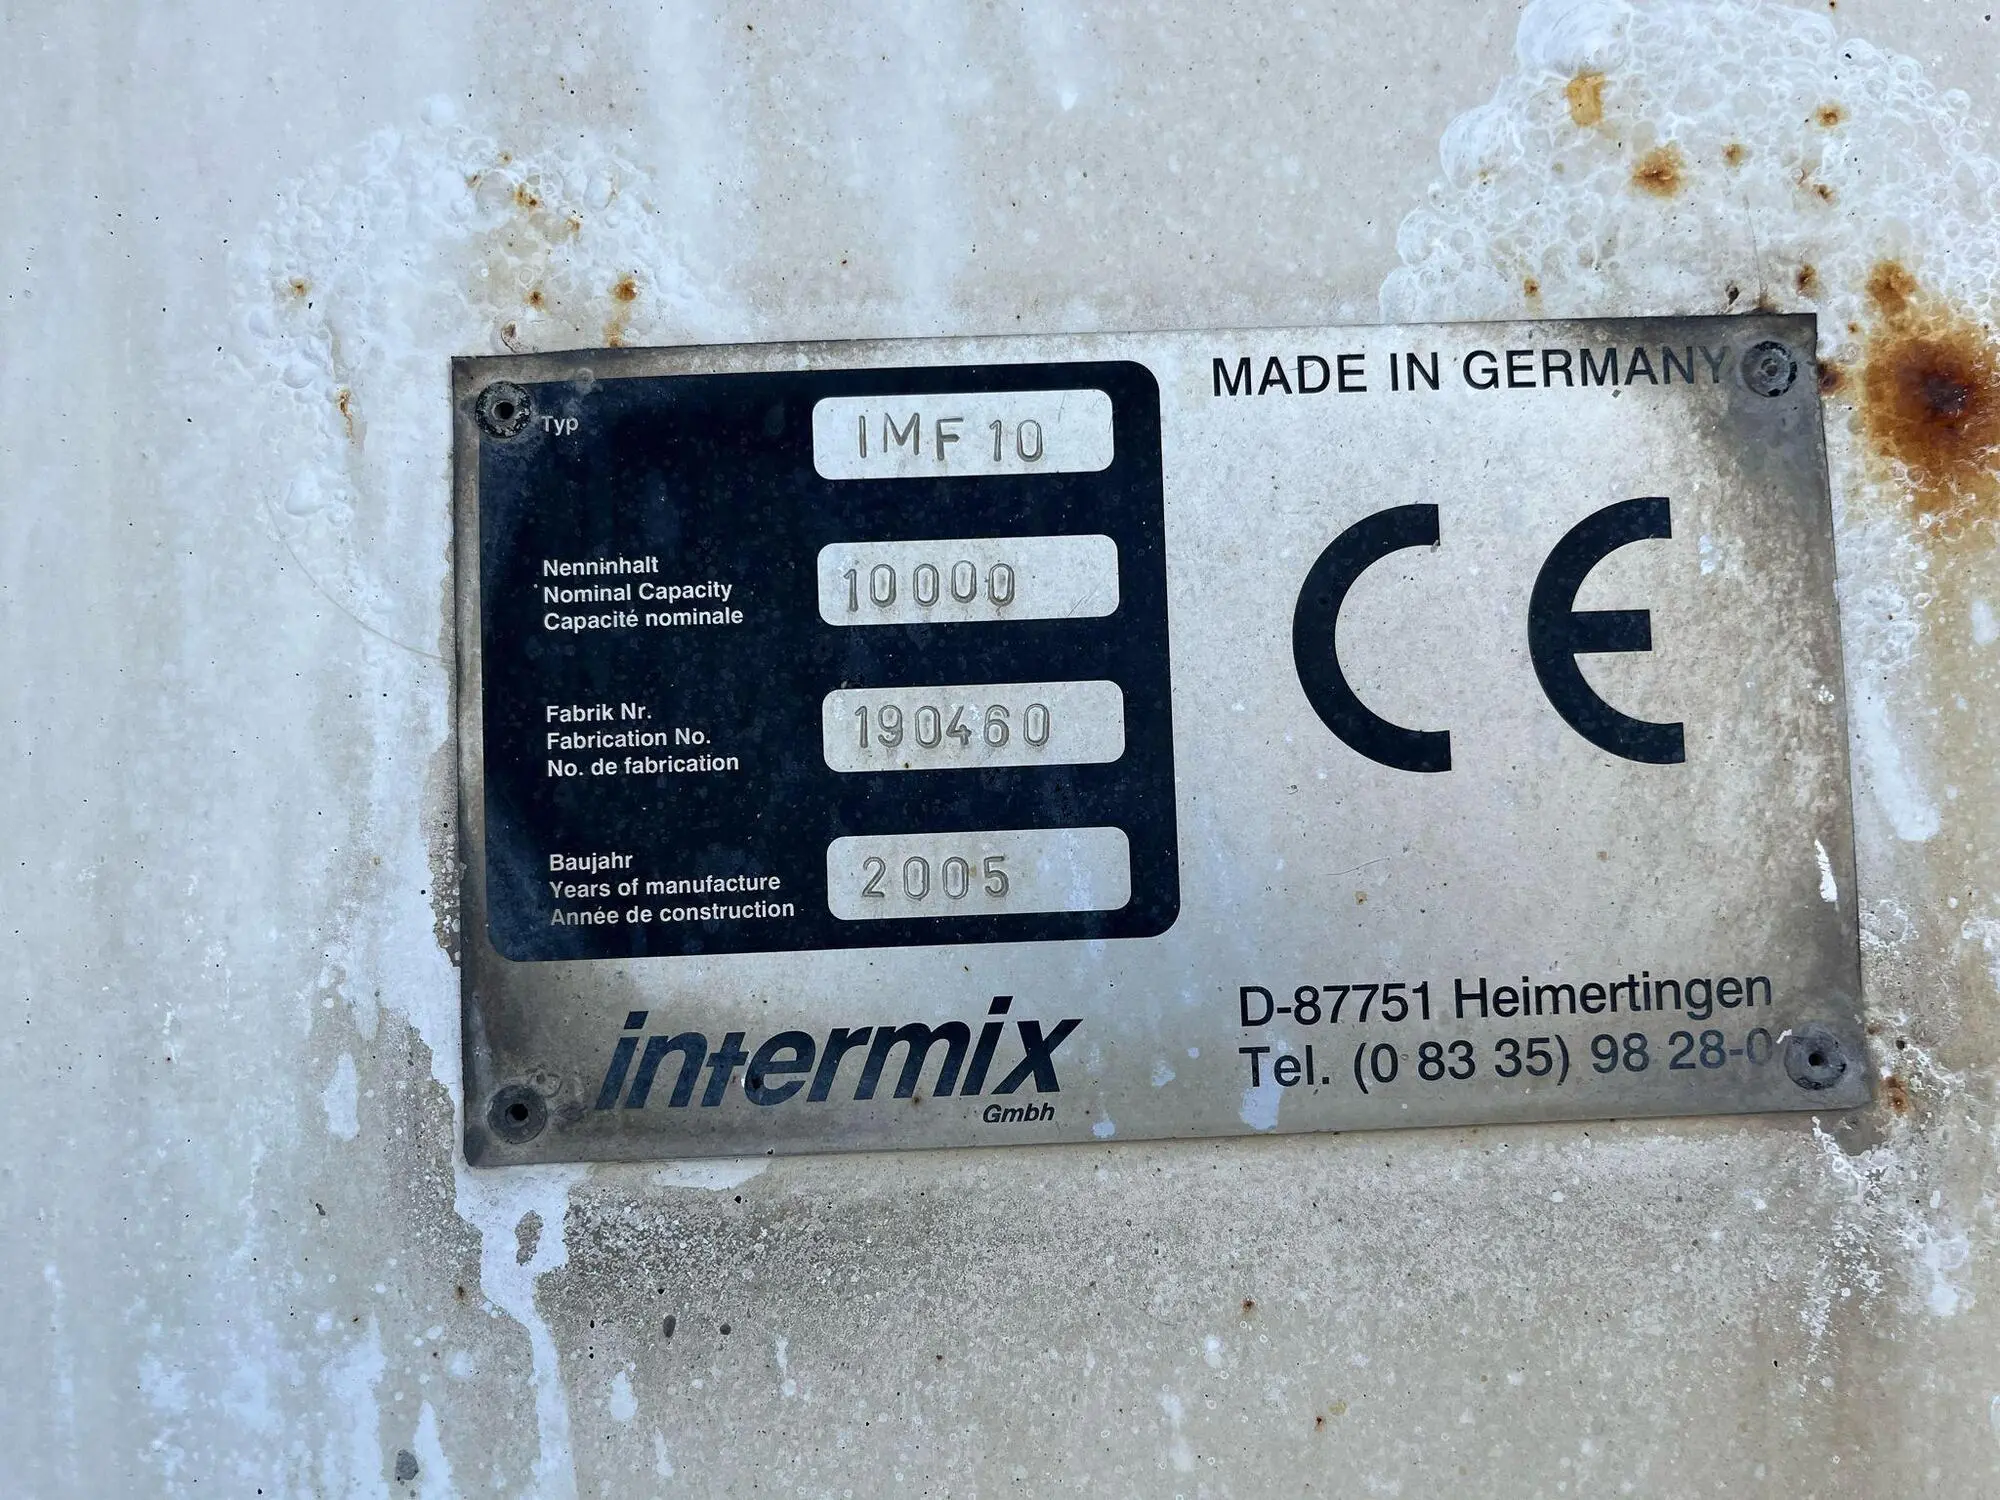 Typ IMF 10
MADE IN GERMANY
Nenninhalt
Nominal Capacity
Capacité nominale
10000
CE
Fabrik Nr.
Fabrication No.
No. de fabrication
190460
Baujahr
Years of manufacture
Année de construction
2005
intermix
Gmbh
D-87751 Heimertingen
Tel. (0 83 35) 98 28-0